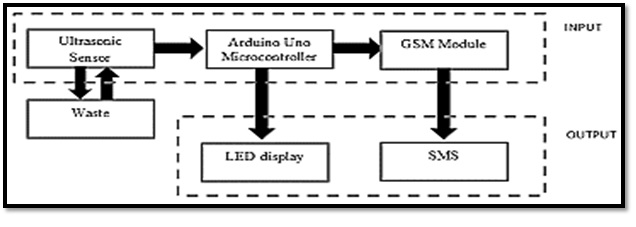 Ultrasonic
Sensor
Arduino Uno
Microcontroller
GSM Module
INPUT
Waste
LED display
SMS
OUTPUT